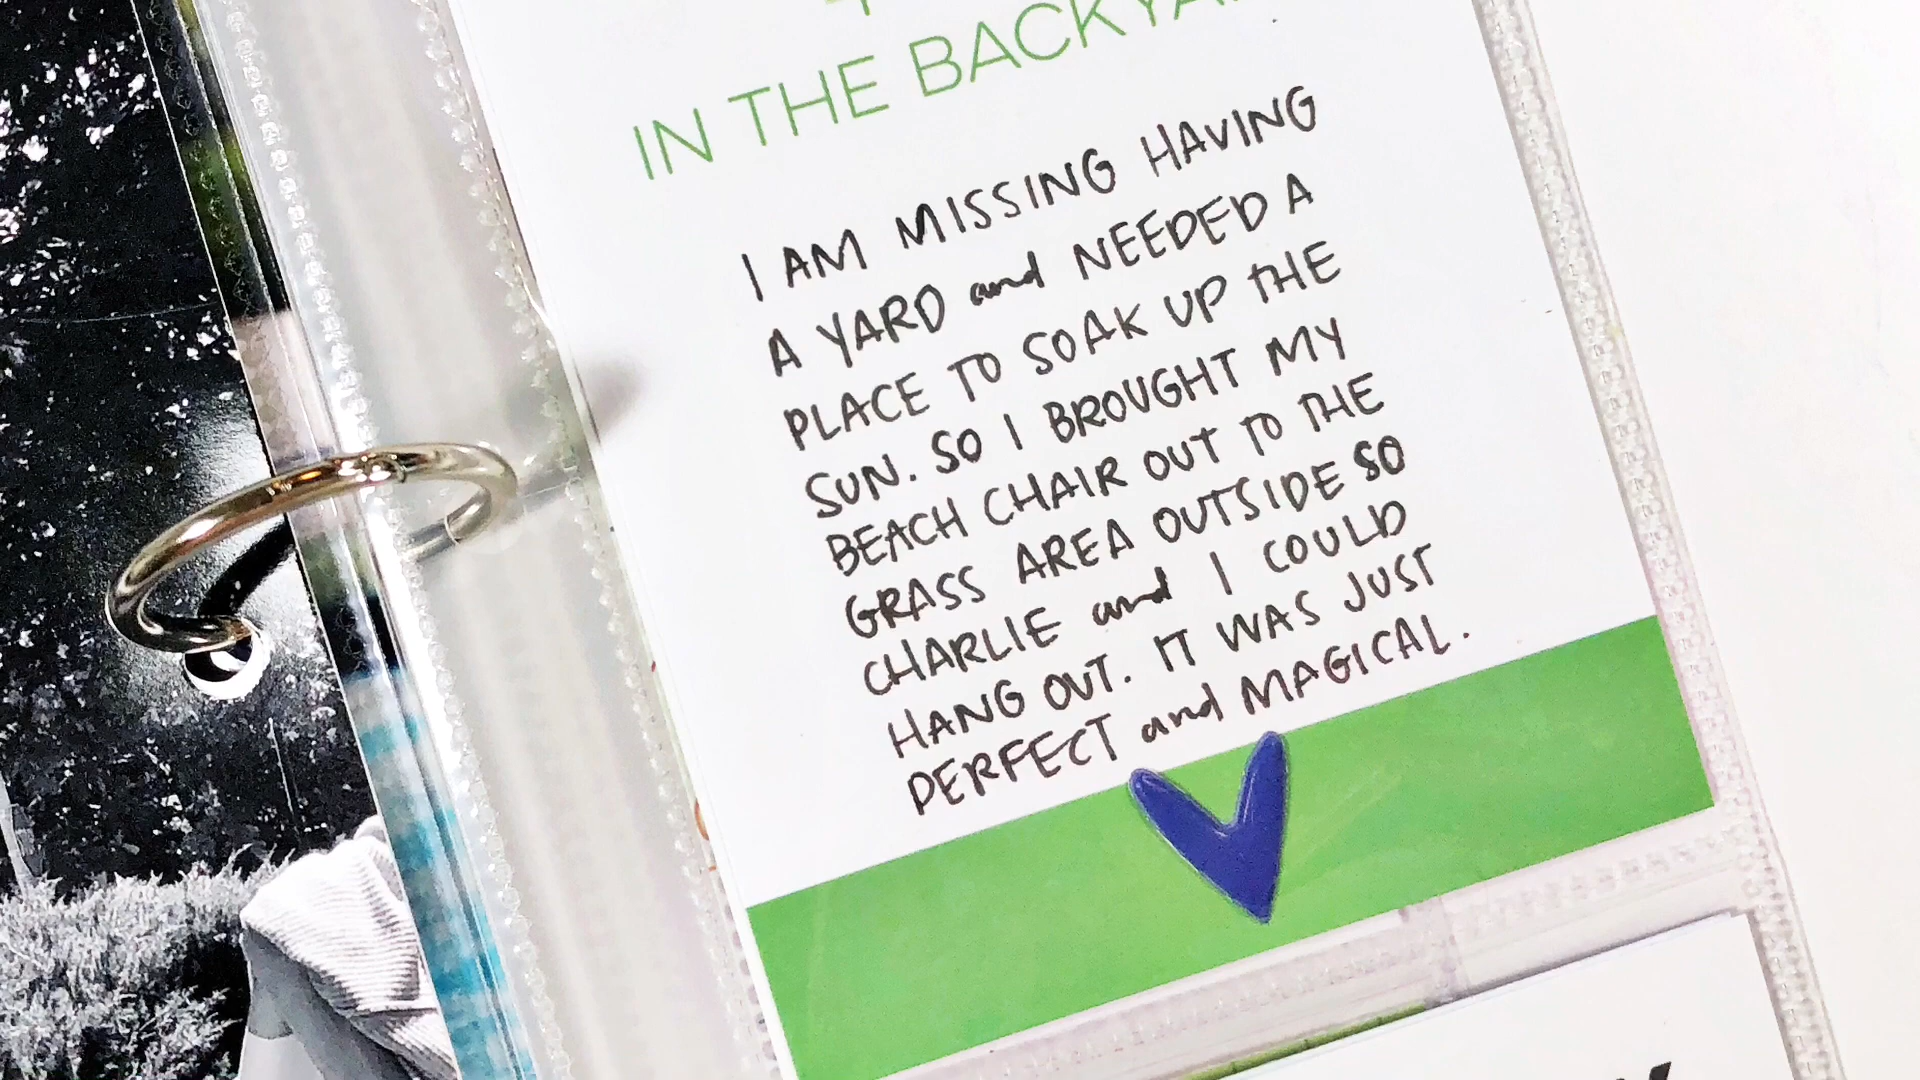 IN THE
I AM MISSING HAVING
A YARD and NEEDED A
PLACE TO SOAK UP THE
SUN. SO I BROUGHT MY
BEACH CHAIR OUT TO THE
GRASS AREA OUTSIDE SO
CHARLIE and I COULD
HANG OUT. IT WAS JUST
PERFECT and MAGICAL.